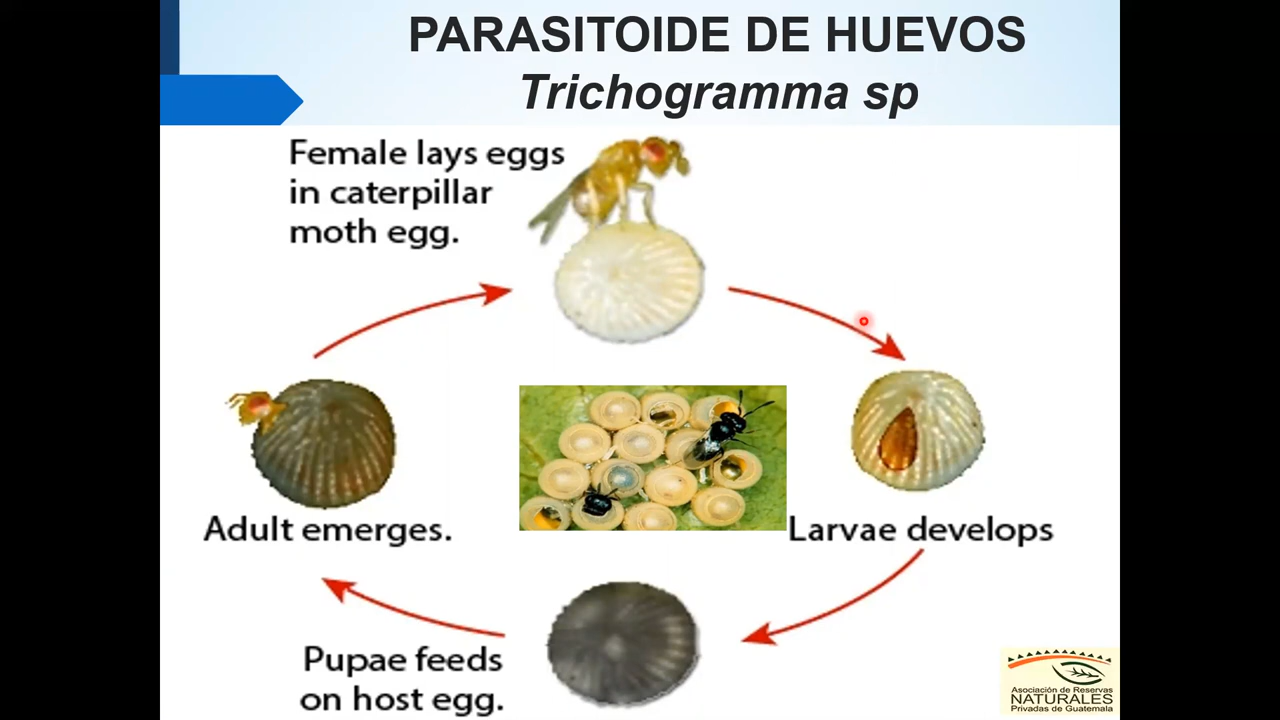 PARASITOIDE DE HUEVOS
Trichogramma sp
Female lays eggs
in caterpillar
moth egg.
Larvae develops
Pupae feeds
on host egg.
Adult emerges.
Asociación de Reservas
NATURALES
Privadas de Guatemala